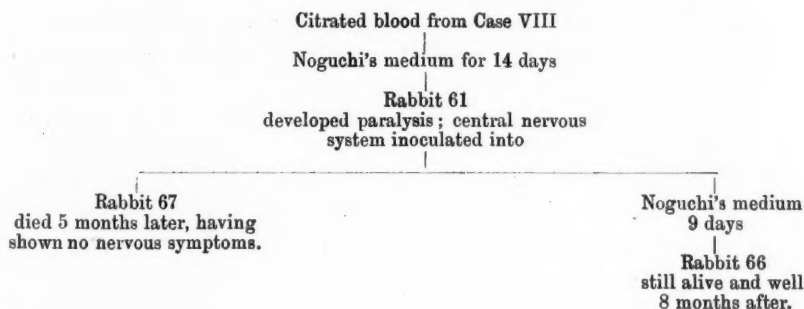 Citrated blood from Case VIII
Noguchi's medium for 14 days
Rabbit 61
developed paralysis; central nervous
system inoculated into
Rabbit 67
died 5 months later, having
shown no nervous symptoms.
Noguchi's medium
9 days
Rabbit 66
still alive and well
8 months after.